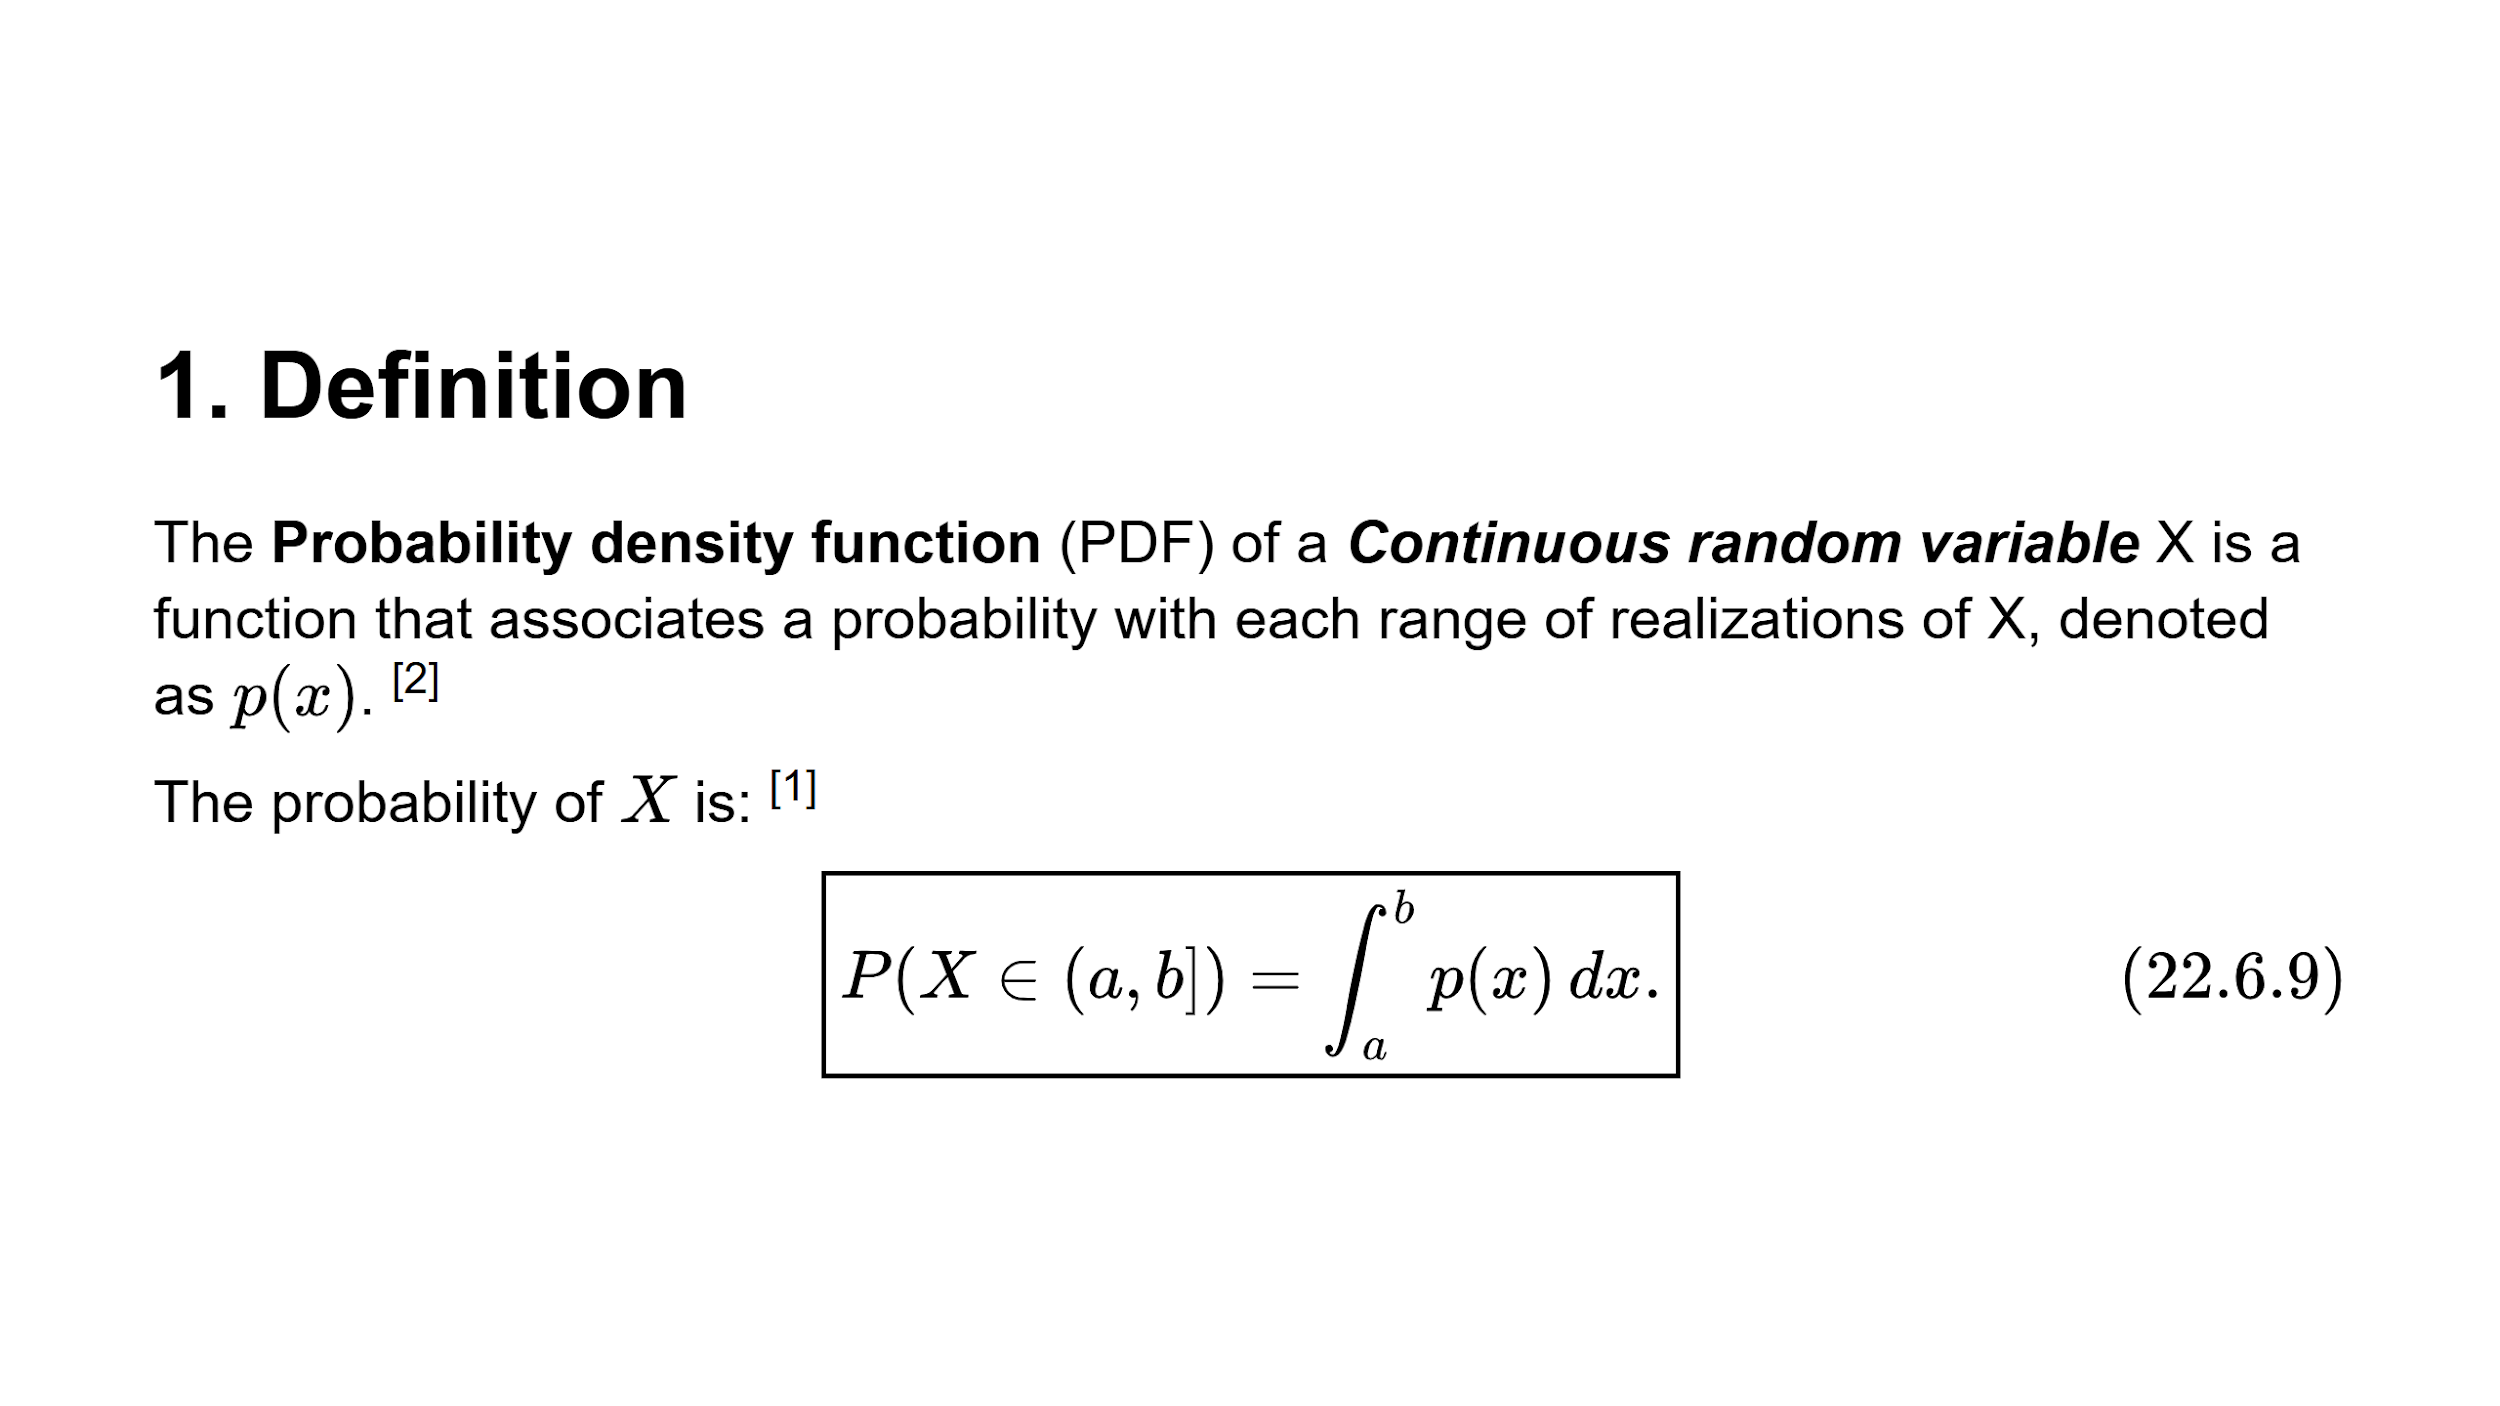 1. Definition
The Probability density function (PDF) of a Continuous random variable X is a
function that associates a probability with each range of realizations of X, denoted
as p(x). [2]
The probability of X is: [1]
P(X ∈ (a, b]) = ∫_a^b p(x) dx. (22.6.9)